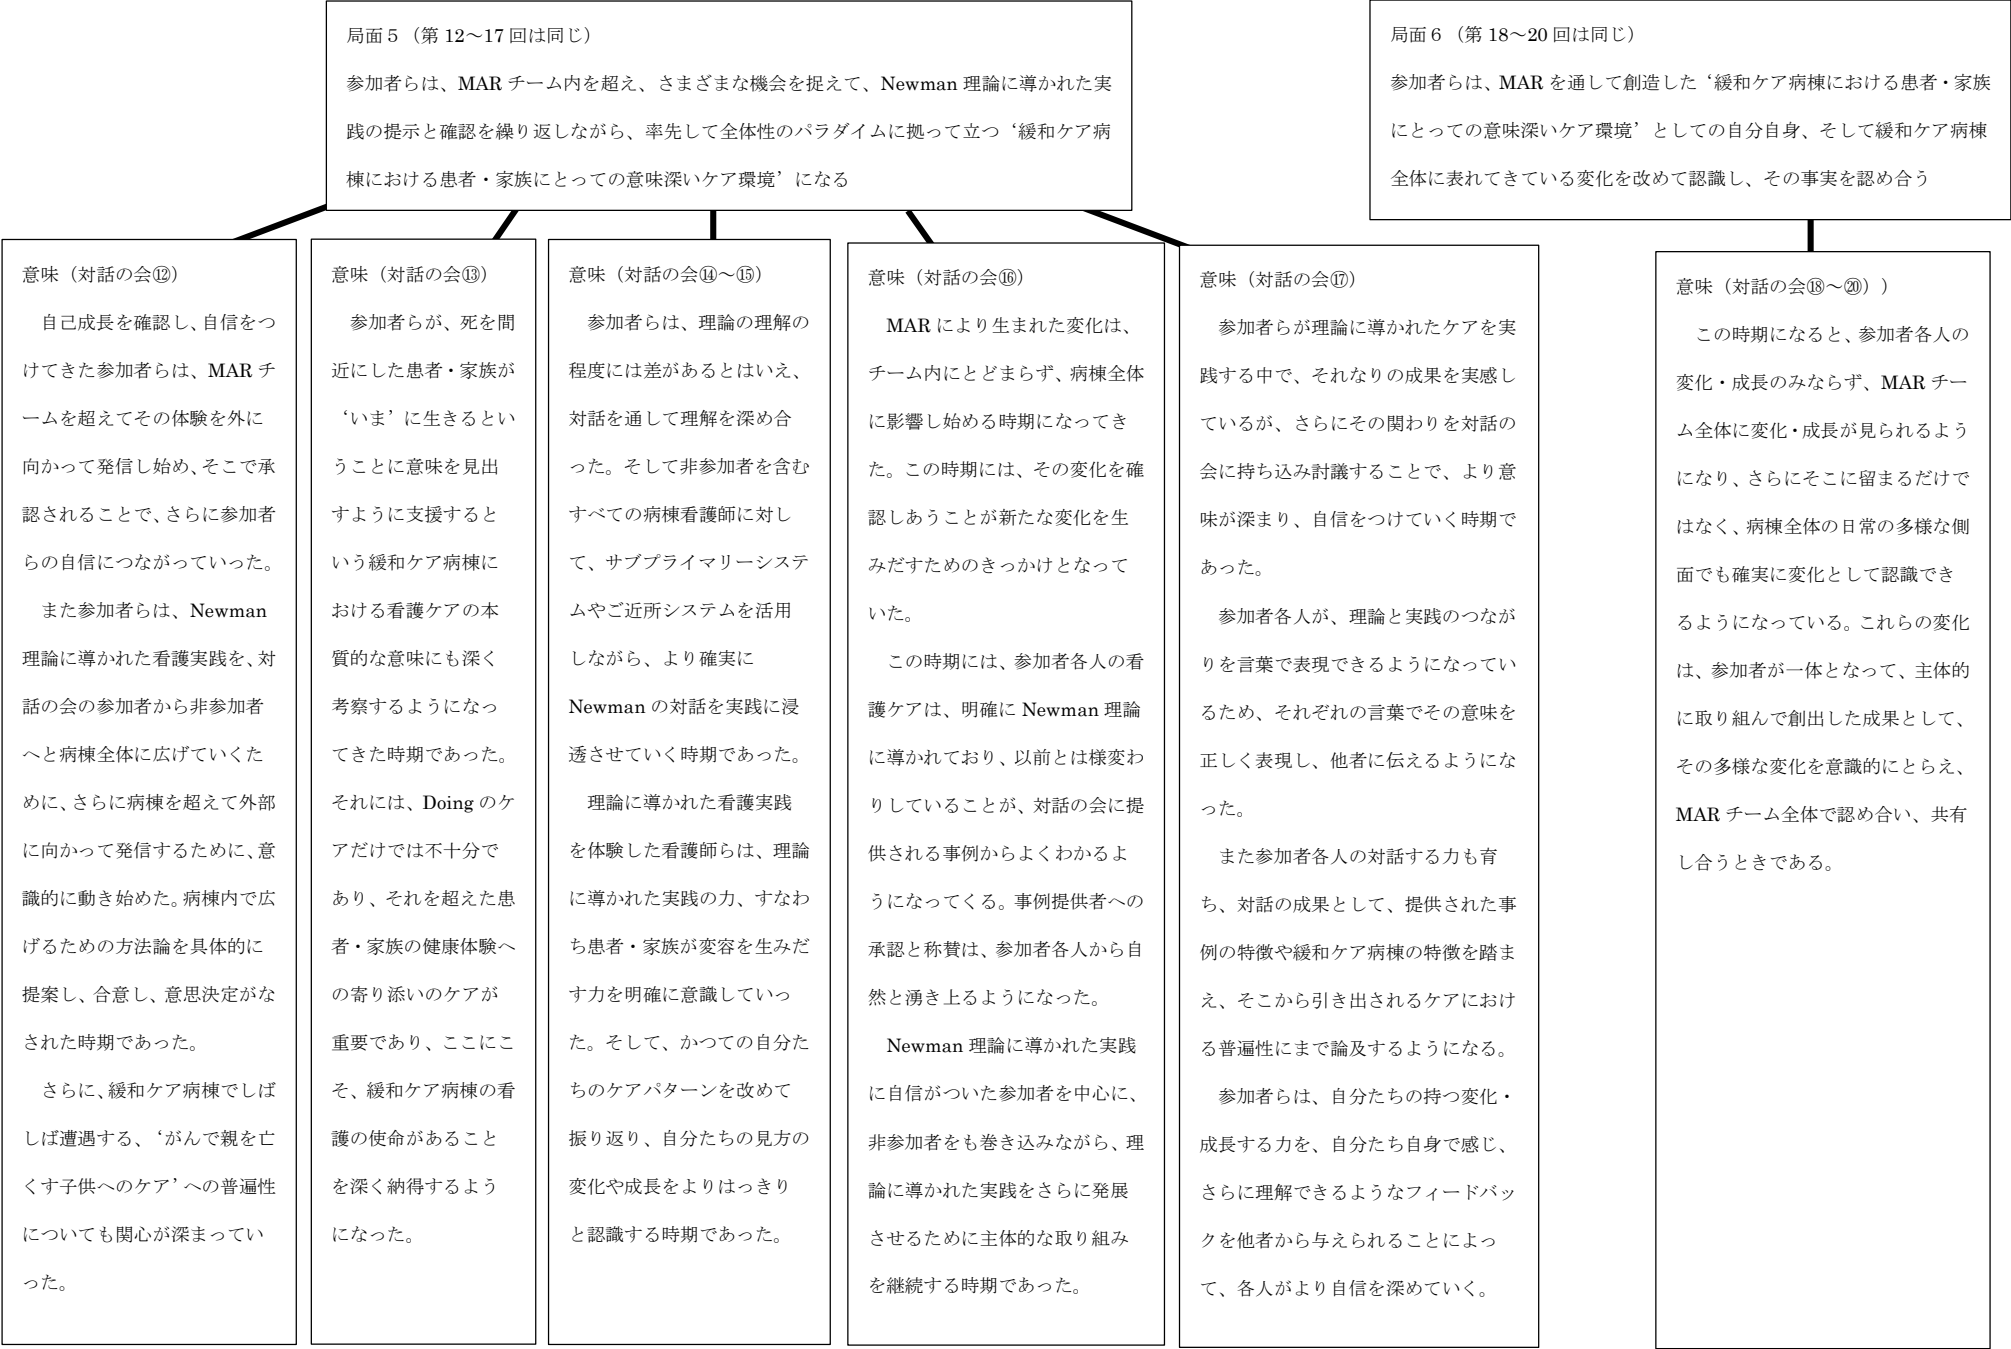 局面５（第 12～17 回は同じ）
参加者らは、MAR チーム内を超え、さまざまな機会を捉えて、Newman 理論に導かれた実
践の提示と確認を繰り返しながら、率先して全体性のパラダイムに拠って立つ‘緩和ケア病
棟における患者・家族にとっての意味深いケア環境’になる
局面６（第 18～20 回は同じ）
参加者らは、MAR を通して創造した‘緩和ケア病棟における患者・家族
にとっての意味深いケア環境’としての自分自身、そして緩和ケア病棟
全体に表れてきている変化を改めて認識し、その事実を認め合う
意味（対話の会⑫）
自己成長を確認し、自信をつ
けてきた参加者らは、MAR チ
ームを超えてその体験を外に
向かって発信し始め、そこで承
認されることで、さらに参加者
らの自信につながっていった。
また参加者らは、Newman
理論に導かれた看護実践を、対
話の会の参加者から非参加者
へと病棟全体に広げていくた
めに、さらに病棟を超えて外部
に向かって発信するために、意
識的に動き始めた。病棟内で広
げるための方法論を具体的に
提案し、合意し、意思決定がな
された時期であった。
さらに、緩和ケア病棟でしば
しば遭遇する、‘がんで親を亡
くす子供へのケア’への普遍性
についても関心が深まってい
った。
意味（対話の会⑬）
参加者らが、死を間
近にした患者・家族が
‘いま’に生きるとい
うことに意味を見出
すように支援すると
いう緩和ケア病棟に
おける看護ケアの本
質的な意味にも深く
考察するようになっ
てきた時期であった。
それには、Doing のケ
アだけでは不十分で
あり、それを超えた患
者・家族の健康体験へ
の寄り添いのケアが
重要であり、ここにこ
そ、緩和ケア病棟の看
護の使命があること
を深く納得するよう
になった。
意味（対話の会⑭～⑮）
参加者らは、理論の理解の
程度には差があるとはいえ、
対話を通して理解を深め合
った。そして非参加者を含む
すべての病棟看護師に対し
て、サブプライマリーシステ
ムやご近所システムを活用
しながら、より確実に
Newman の対話を実践に浸
透させていく時期であった。
理論に導かれた看護実践
を体験した看護師らは、理論
に導かれた実践の力、すなわ
ち患者・家族が変容を生みだ
す力を明確に意識していっ
た。そして、かつての自分た
ちのケアパターンを改めて
振り返り、自分たちの見方の
変化や成長をよりはっきり
と認識する時期であった。
意味（対話の会⑯）
MAR により生まれた変化は、
チーム内にとどまらず、病棟全体
に影響し始める時期になってき
た。この時期には、その変化を確
認しあうことが新たな変化を生
みだすためのきっかけとなって
いた。
この時期には、参加者各人の看
護ケアは、明確に Newman 理論
に導かれており、以前とは様変わ
りしていることが、対話の会に提
供される事例からよくわかるよ
うになってくる。事例提供者への
承認と称賛は、参加者各人から自
然と湧き上るようになった。
Newman 理論に導かれた実践
に自信がついた参加者を中心に、
非参加者をも巻き込みながら、理
論に導かれた実践をさらに発展
させるために主体的な取り組み
を継続する時期であった。
意味（対話の会⑰）
参加者らが理論に導かれたケアを実
践する中で、それなりの成果を実感し
ているが、さらにその関わりを対話の
会に持ち込み討議することで、より意
味が深まり、自信をつけていく時期で
あった。
参加者各人が、理論と実践のつなが
りを言葉で表現できるようになってい
るため、それぞれの言葉でその意味を
正しく表現し、他者に伝えるようにな
った。
また参加者各人の対話する力も育
ち、対話の成果として、提供された事
例の特徴や緩和ケア病棟の特徴を踏ま
え、そこから引き出されるケアにおけ
る普遍性にまで論及するようになる。
参加者らは、自分たちの持つ変化・
成長する力を、自分たち自身で感じ、
さらに理解できるようなフィードバッ
クを他者から与えられることによっ
て、各人がより自信を深めていく。
意味（対話の会⑱～⑳））
この時期になると、参加者各人の
変化・成長のみならず、MAR チー
ム全体に変化・成長が見られるよう
になり、さらにそこに留まるだけで
はなく、病棟全体の日常の多様な側
面でも確実に変化として認識でき
るようになっている。これらの変化
は、参加者が一体となって、主体的
に取り組んで創出した成果として、
その多様な変化を意識的にとらえ、
MAR チーム全体で認め合い、共有
し合うときである。